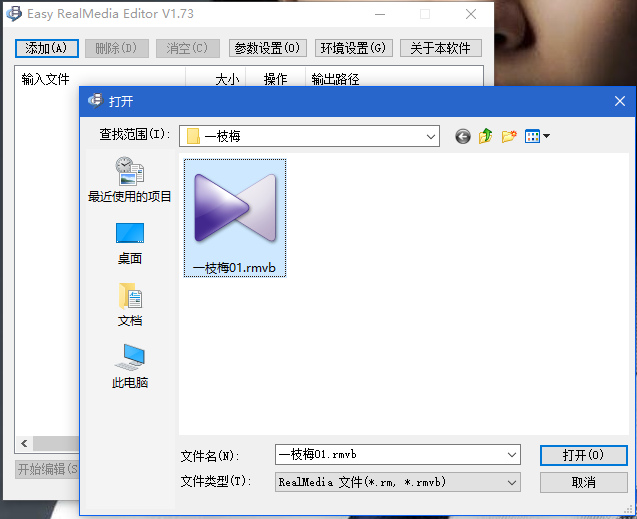 Easy RealMedia Editor V1.73
添加(A) 删除(D) 消空(C) 参数设置(O) 环境设置(G) 关于本软件
输入文件 大小 操作 输出路径
打开
查找范围(I): 一枝梅
最近使用的项目
桌面
文档
此电脑
一枝梅01.rmvb
开始编辑(S
文件名(N): 一枝梅01.rmvb 打开(O)
文件类型(T): RealMedia 文件(*.rm, *.rmvb) 取消